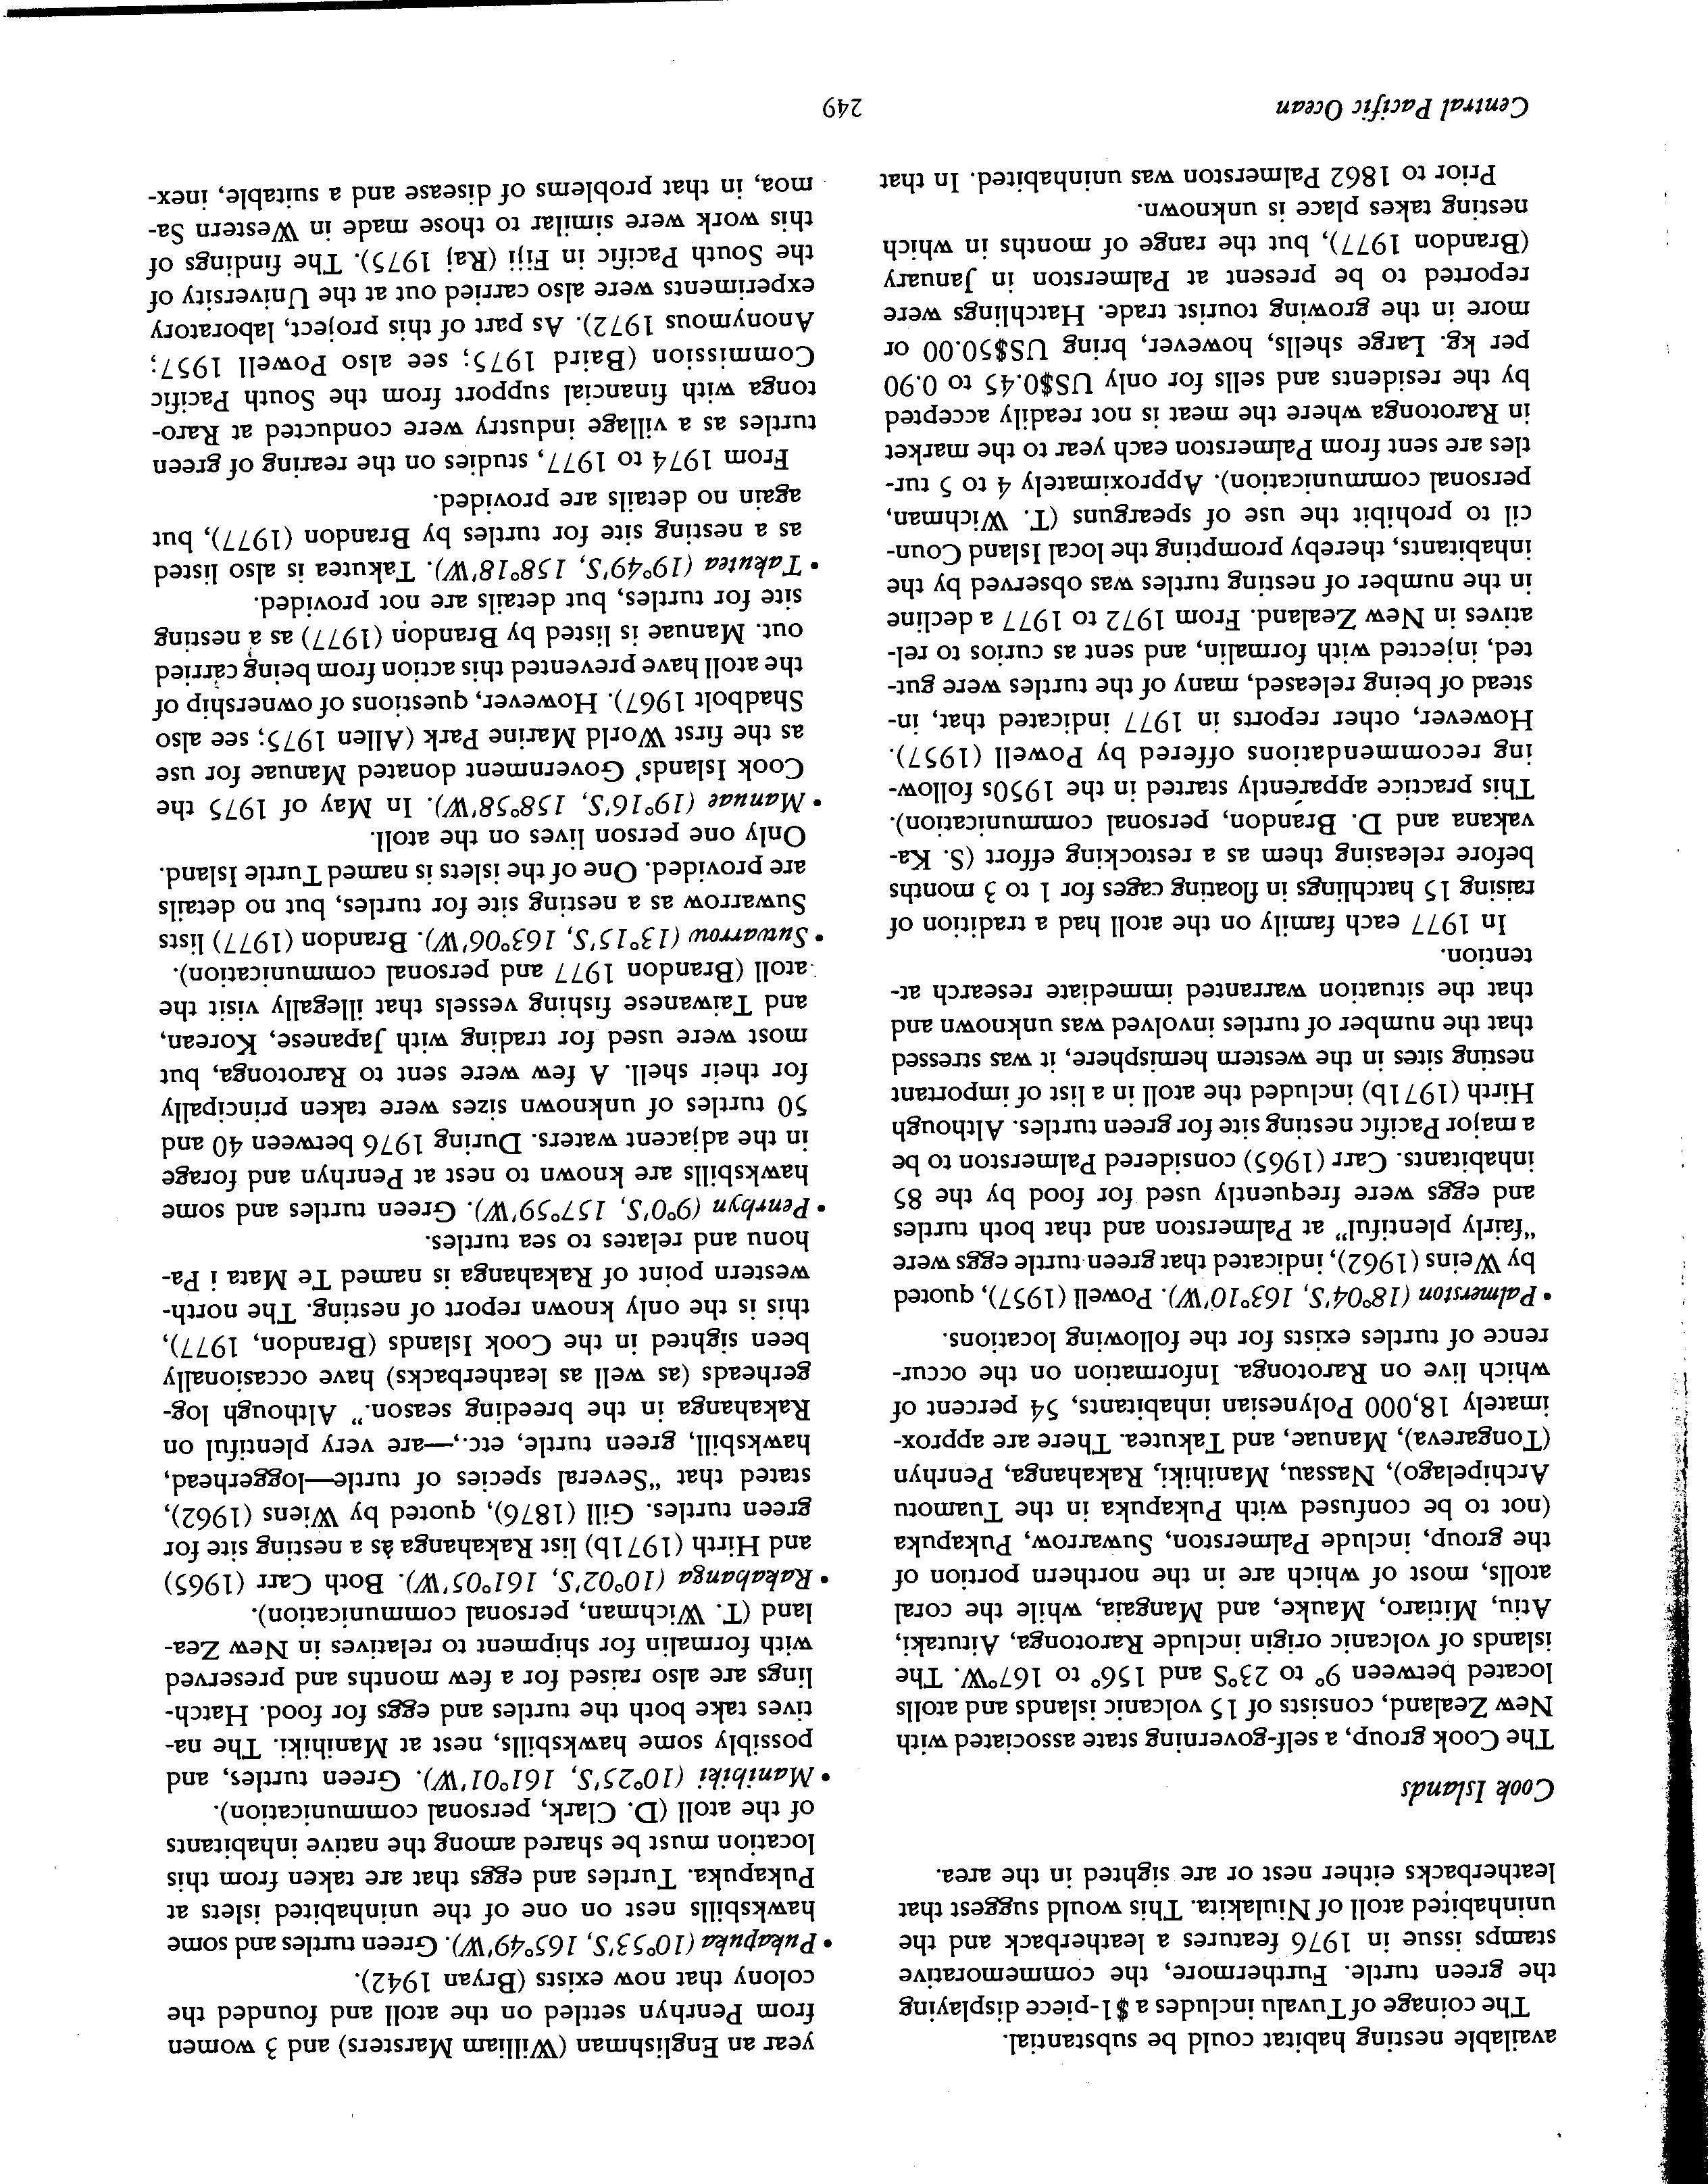 available nesting habitat could be substantial.
The coinage of Tuvalu includes a $1-piece displaying
the green turtle. Furthermore, the commemorative
stamps issue in 1976 features a leatherback and the
uninhabited atoll of Niulakita. This would suggest that
leatherbacks either nest or are sighted in the area.
Cook Islands
The Cook group, a self-governing state associated with
New Zealand, consists of 15 volcanic islands and atolls
located between 9° to 23°S and 156° to 167°W. The
islands of volcanic origin include Rarotonga, Aitutaki,
Atiu, Mitiaro, Mauke, and Mangaia, while the coral
atolls, most of which are in the northern portion of
the group, include Palmerston, Suwarrow, Pukapuka
(not to be confused with Pukapuka in the Tuamotu
Archipelago), Nassau, Manihiki, Rakahanga, Penrhyn
(Tongareva), Manuae, and Takutea. There are approx-
imately 18,000 Polynesian inhabitants, 54 percent of
which live on Rarotonga. Information on the occur-
rence of turtles exists for the following locations.
• Palmerston (18°04'S, 163°10'W). Powell (1957), quoted
by Weins (1962), indicated that green turtle eggs were
"fairly plentiful" at Palmerston and that both turtles
and eggs were frequently used for food by the 85
inhabitants. Carr (1965) considered Palmerston to be
a major Pacific nesting site for green turtles. Although
Hirth (1971b) included the atoll in a list of important
nesting sites in the western hemisphere, it was stressed
that the number of turtles involved was unknown and
that the situation warranted immediate research at-
tention.
In 1977 each family on the atoll had a tradition of
raising 15 hatchlings in floating cages for 1 to 3 months
before releasing them as a restocking effort (S. Ka-
vakana and D. Brandon, personal communication).
This practice apparently started in the 1950s follow-
ing recommendations offered by Powell (1957).
However, other reports in 1977 indicated that, in-
stead of being released, many of the turtles were gut-
ted, injected with formalin, and sent as curios to rel-
atives in New Zealand. From 1972 to 1977 a decline
in the number of nesting turtles was observed by the
inhabitants, thereby prompting the local Island Coun-
cil to prohibit the use of spearguns (T. Wichman,
personal communication). Approximately 4 to 5 tur-
tles are sent from Palmerston each year to the market
in Rarotonga where the meat is not readily accepted
by the residents and sells for only US$0.45 to 0.90
per kg. Large shells, however, bring US$50.00 or
more in the growing tourist trade. Hatchlings were
reported to be present at Palmerston in January
(Brandon 1977), but the range of months in which
nesting takes place is unknown.
Prior to 1862 Palmerston was uninhabited. In that
year an Englishman (William Marsters) and 3 women
from Penrhyn settled on the atoll and founded the
colony that now exists (Bryan 1942).
• Pukapuka (10°53'S, 165°49'W). Green turtles and some
hawksbills nest on one of the uninhabited islets at
Pukapuka. Turtles and eggs that are taken from this
location must be shared among the native inhabitants
of the atoll (D. Clark, personal communication).
• Manihiki (10°25'S, 161°01'W). Green turtles, and
possibly some hawksbills, nest at Manihiki. The na-
tives take both the turtles and eggs for food. Hatch-
lings are also raised for a few months and preserved
with formalin for shipment to relatives in New Zea-
land (T. Wichman, personal communication).
• Rakahanga (10°02'S, 161°05'W). Both Carr (1965)
and Hirth (1971b) list Rakahanga as a nesting site for
green turtles. Gill (1876), quoted by Wiens (1962),
stated that "Several species of turtle—loggerhead,
hawksbill, green turtle, etc.,—are very plentiful on
Rakahanga in the breeding season." Although log-
gerheads (as well as leatherbacks) have occasionally
been sighted in the Cook Islands (Brandon, 1977),
this is the only known report of nesting. The north-
western point of Rakahanga is named Te Mata i Pa-
honu and relates to sea turtles.
• Penrhyn (9°0'S, 157°59'W). Green turtles and some
hawksbills are known to nest at Penrhyn and forage
in the adjacent waters. During 1976 between 40 and
50 turtles of unknown sizes were taken principally
for their shell. A few were sent to Rarotonga, but
most were used for trading with Japanese, Korean,
and Taiwanese fishing vessels that illegally visit the
atoll (Brandon 1977 and personal communication).
• Suwarrow (13°15'S, 163°06'W). Brandon (1977) lists
Suwarrow as a nesting site for turtles, but no details
are provided. One of the islets is named Turtle Island.
Only one person lives on the atoll.
• Manuae (19°16'S, 158°58'W). In May of 1975 the
Cook Islands' Government donated Manuae for use
as the first World Marine Park (Allen 1975; see also
Shadbolt 1967). However, questions of ownership of
the atoll have prevented this action from being carried
out. Manuae is listed by Brandon (1977) as a nesting
site for turtles, but details are not provided.
• Takutea (19°49'S, 158°18'W). Takutea is also listed
as a nesting site for turtles by Brandon (1977), but
again no details are provided.
From 1974 to 1977, studies on the rearing of green
turtles as a village industry were conducted at Raro-
tonga with financial support from the South Pacific
Commission (Baird 1975; see also Powell 1957;
Anonymous 1972). As part of this project, laboratory
experiments were also carried out at the University of
the South Pacific in Fiji (Raj 1975). The findings of
this work were similar to those made in Western Sa-
moa, in that problems of disease and a suitable, inex-
Central Pacific Ocean
249